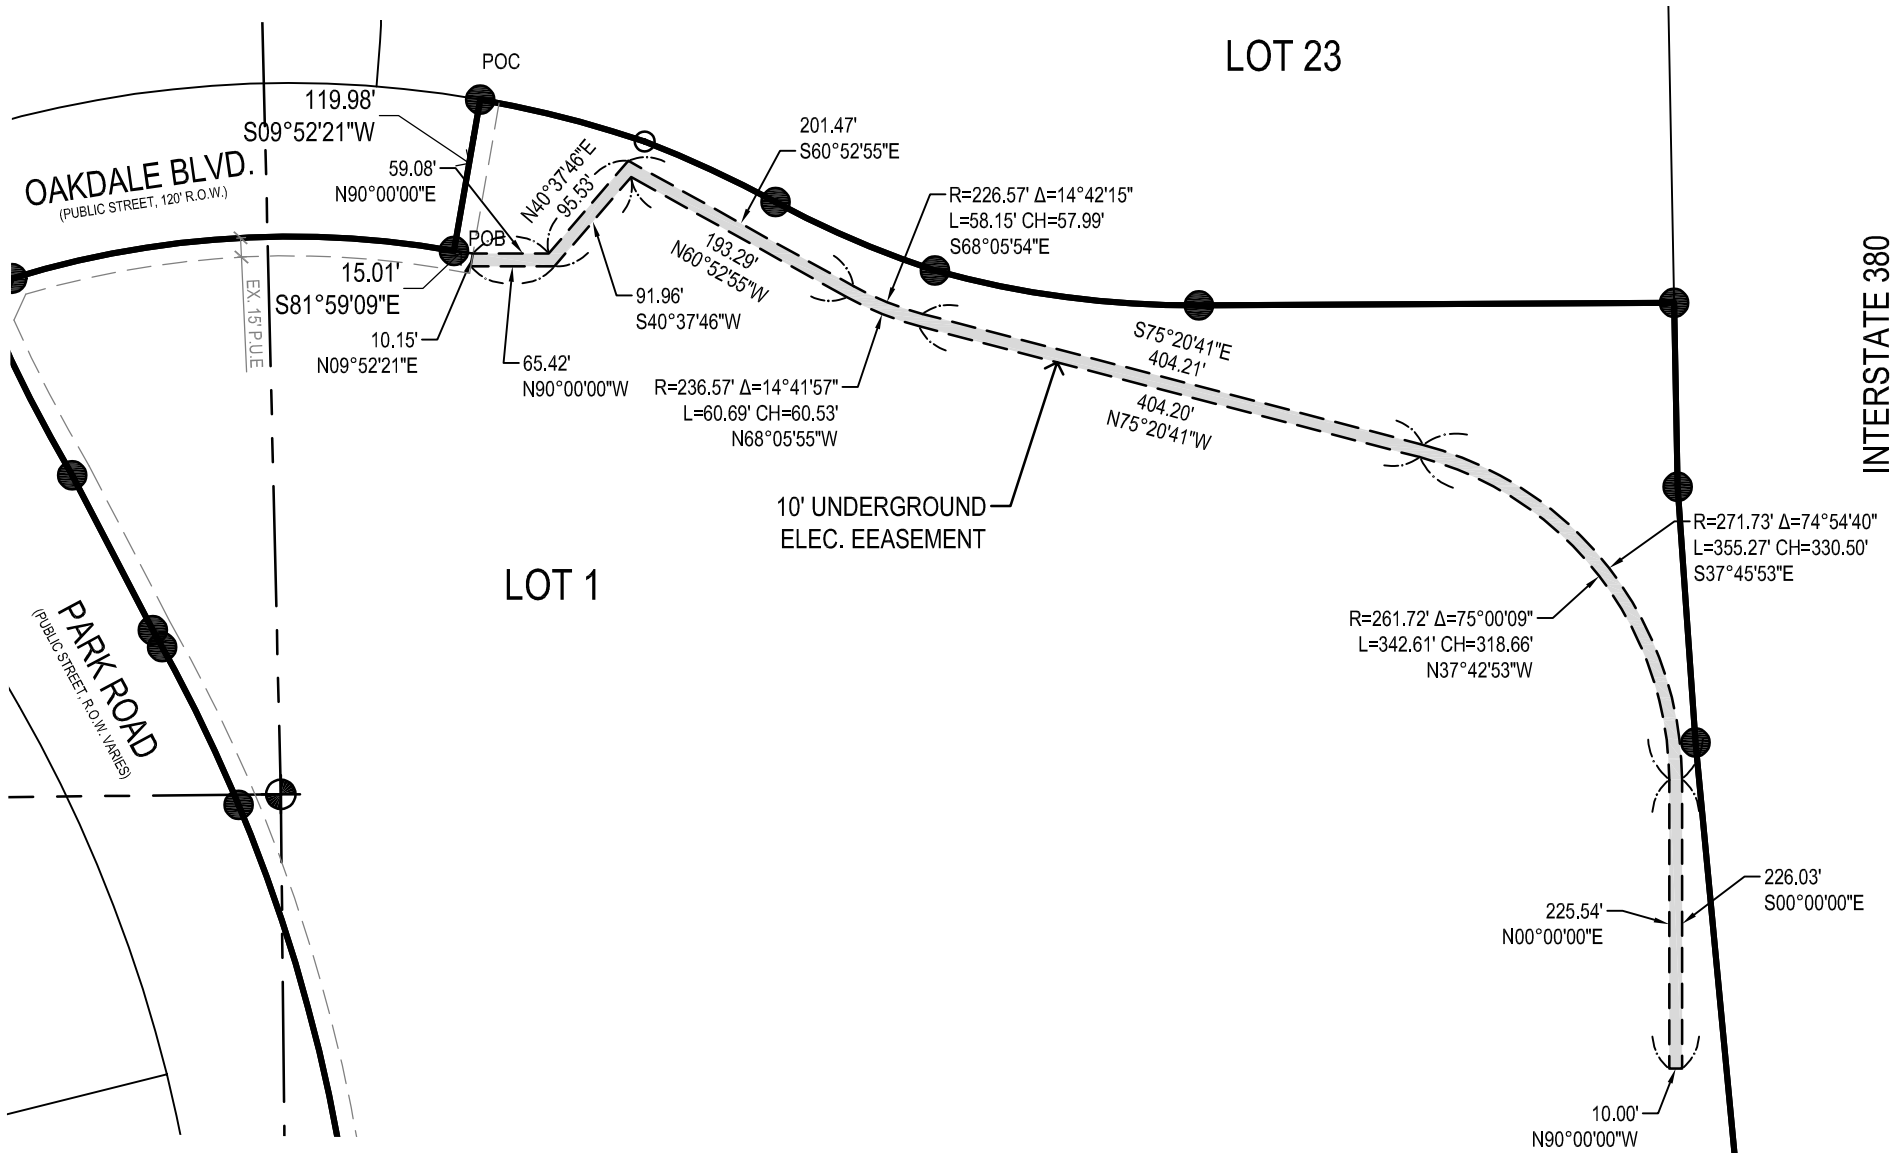 POC
LOT 23
119.98'
S09°52'21"W
OAKDALE BLVD.
(PUBLIC STREET, 120' R.O.W.)
59.08'
N90°00'00"E
N40°37'46"E
95.53'
201.47'
S60°52'55"E
R=226.57' Δ=14°42'15"
L=58.15' CH=57.99'
S68°05'54"E
POB
15.01'
S81°59'09"E
EX. 15' P.U.E
10.15'
N09°52'21"E
65.42'
N90°00'00"W
91.96'
S40°37'46"W
193.29'
N60°52'55"W
R=236.57' Δ=14°41'57"
L=60.69' CH=60.53'
N68°05'55"W
S75°20'41"E
404.21'
404.20'
N75°20'41"W
INTERSTATE 380
10' UNDERGROUND
ELEC. EEASEMENT
LOT 1
R=271.73' Δ=74°54'40"
L=355.27' CH=330.50'
S37°45'53"E
R=261.72' Δ=75°00'09"
L=342.61' CH=318.66'
N37°42'53"W
PARK ROAD
(PUBLIC STREET, R.O.W. VARIES)
226.03'
S00°00'00"E
225.54'
N00°00'00"E
10.00'
N90°00'00"W